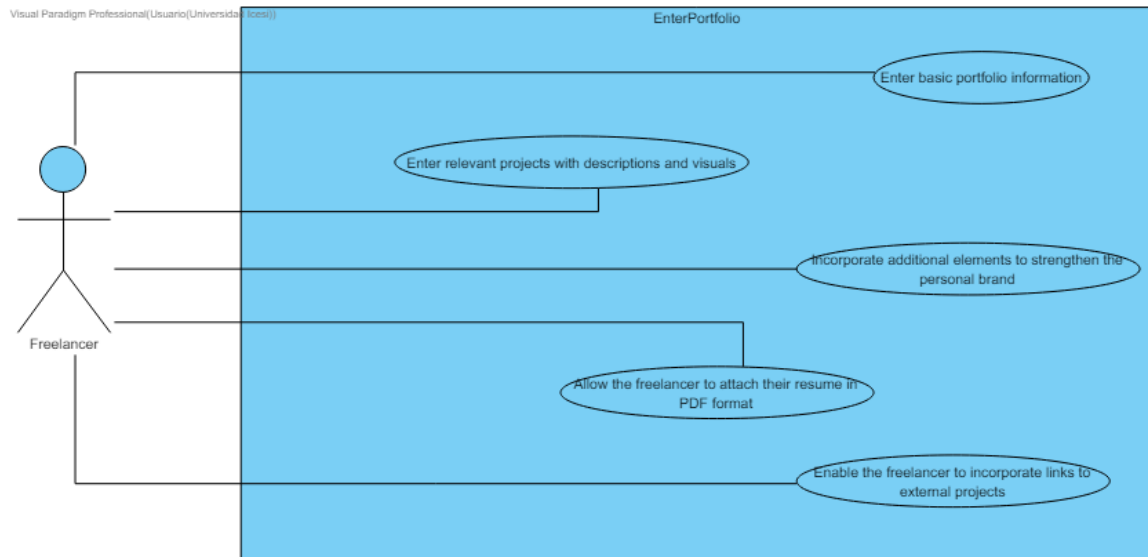 Visual Paradigm Professional(Usuario(Universidad Icesi))
EnterPortfolio
Enter basic portfolio information
Enter relevant projects with descriptions and visuals
Incorporate additional elements to strengthen the
personal brand
Freelancer
Allow the freelancer to attach their resume in
PDF format
Enable the freelancer to incorporate links to
external projects